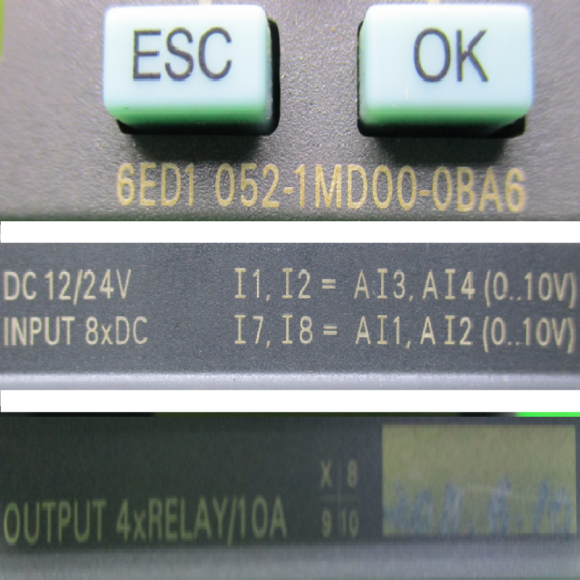 ESC OK
6ED1 052-1MD00-0BA6
DC 12/24V I1, I2 = AI3, AI4 (0..10V)
INPUT 8xDC I7, I8 = AI1, AI2 (0..10V)
X 8
OUTPUT 4xRELAY/10A 9 10